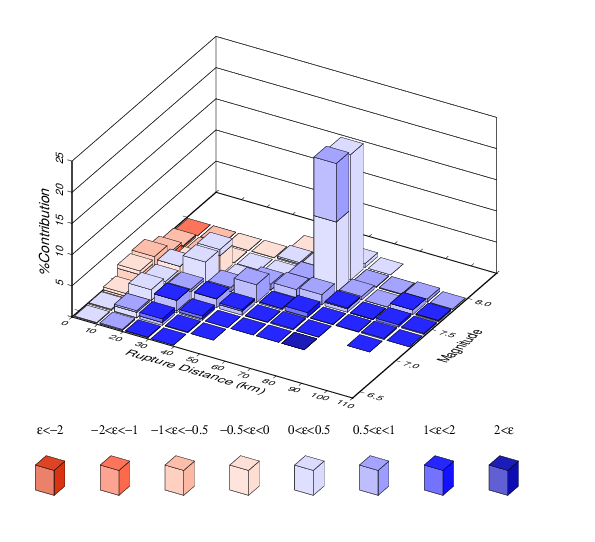 25
20
15
10
5
%Contribution
0
10
20
30
40
50
60
70
80
90
100
110
Rupture Distance (km)
8.0
7.5
7.0
6.5
Magnitude
ε<−2
−2<ε<−1
−1<ε<−0.5
−0.5<ε<0
0<ε<0.5
0.5<ε<1
1<ε<2
2<ε